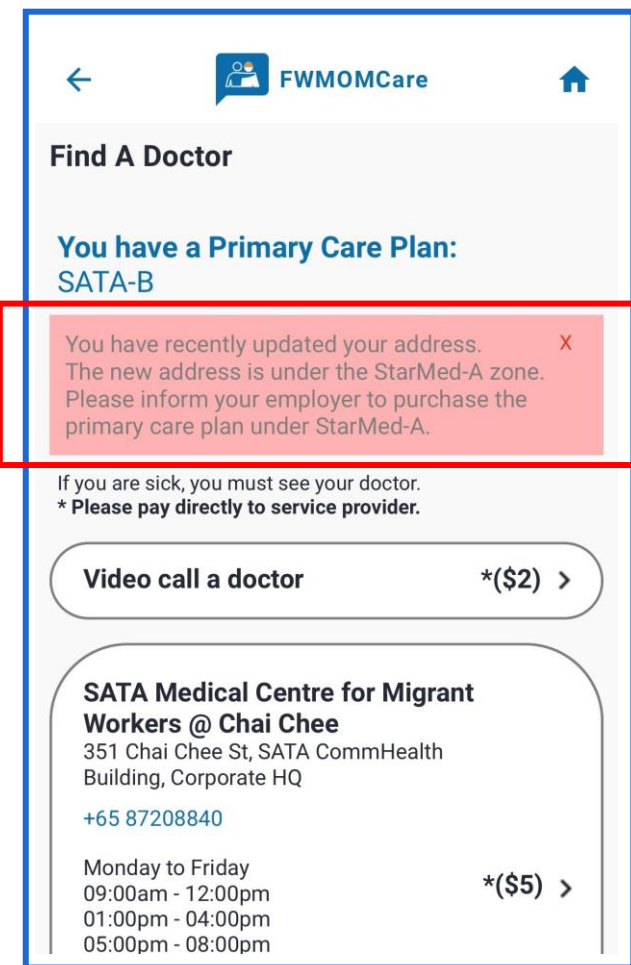 FWMOMCare
Find A Doctor
You have a Primary Care Plan:
SATA-B
You have recently updated your address. X
The new address is under the StarMed-A zone.
Please inform your employer to purchase the
primary care plan under StarMed-A.
If you are sick, you must see your doctor.
* Please pay directly to service provider.
Video call a doctor *($2) >
SATA Medical Centre for Migrant
Workers @ Chai Chee
351 Chai Chee St, SATA CommHealth
Building, Corporate HQ
+65 87208840
Monday to Friday
09:00am - 12:00pm *($5) >
01:00pm - 04:00pm
05:00pm - 08:00pm